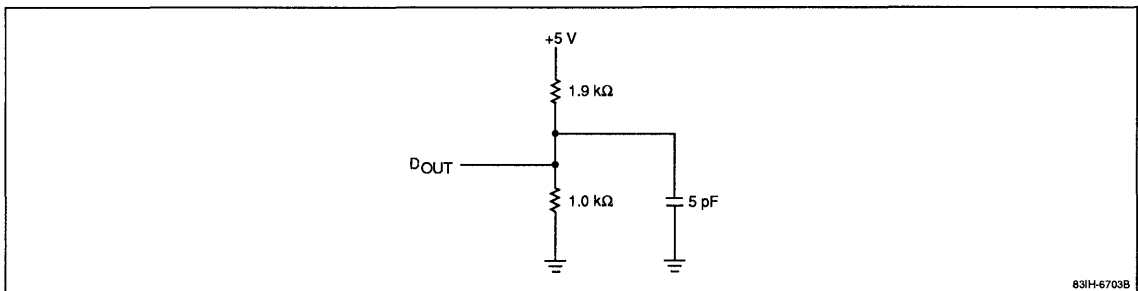 +5 V
1.9 kΩ
DOUT
1.0 kΩ
5 pF
83IH-6703B